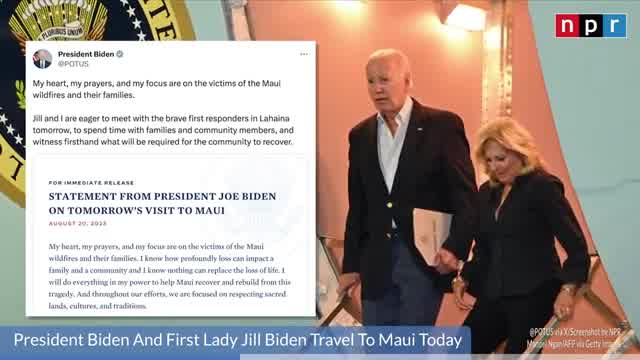 npr
President Biden
@POTUS
My heart, my prayers, and my focus are on the victims of the Maui
wildfires and their families.
Jill and I are eager to meet with the brave first responders in Lahaina
tomorrow, to spend time with families and community members, and
witness firsthand what will be required for the community to recover.
FOR IMMEDIATE RELEASE
STATEMENT FROM PRESIDENT JOE BIDEN
ON TOMORROW'S VISIT TO MAUI
AUGUST 20, 2023
My heart, my prayers, and my focus are on the victims of the Maui
wildfires and their families. I know how profoundly loss can impact a
family and a community and I know nothing can replace the loss of life. I
will do everything in my power to help Maui recover and rebuild from this
tragedy. And throughout our efforts, we are focused on respecting sacred
lands, cultures, and traditions.
@POTUS via X/Screenshot by NPR
Mandel Ngan/AFP via Getty Images
President Biden And First Lady Jill Biden Travel To Maui Today